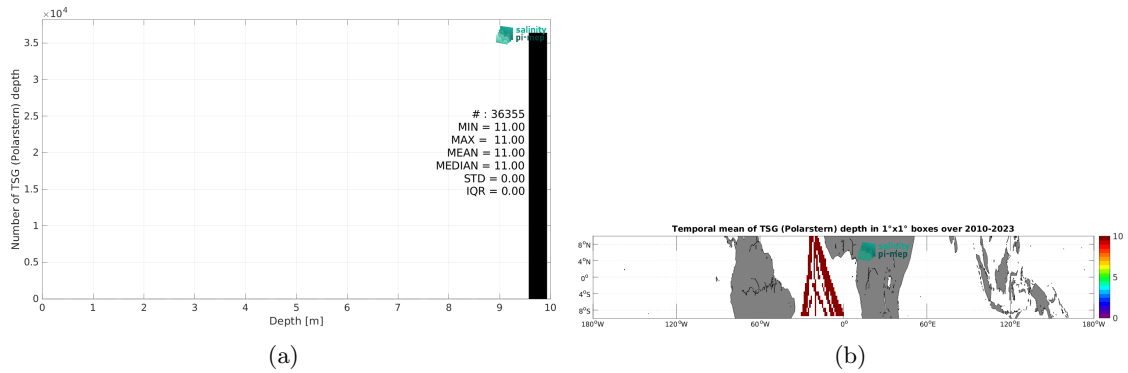 ×10⁴
3.5
3
2.5
2
1.5
1
0.5
0
Number of TSG (Polarstern) depth
salinity
pi-mep
# : 36355
MIN = 11.00
MAX = 11.00
MEAN = 11.00
MEDIAN = 11.00
STD = 0.00
IQR = 0.00
0 1 2 3 4 5 6 7 8 9 10
Depth [m]
(a)
Temporal mean of TSG (Polarstern) depth in 1°x1° boxes over 2010-2023
8°N
4°N
0°
4°S
8°S
salinity
pi-mep
180°W 120°W 60°W 0° 60°E 120°E 180°W
10
5
0
(b)